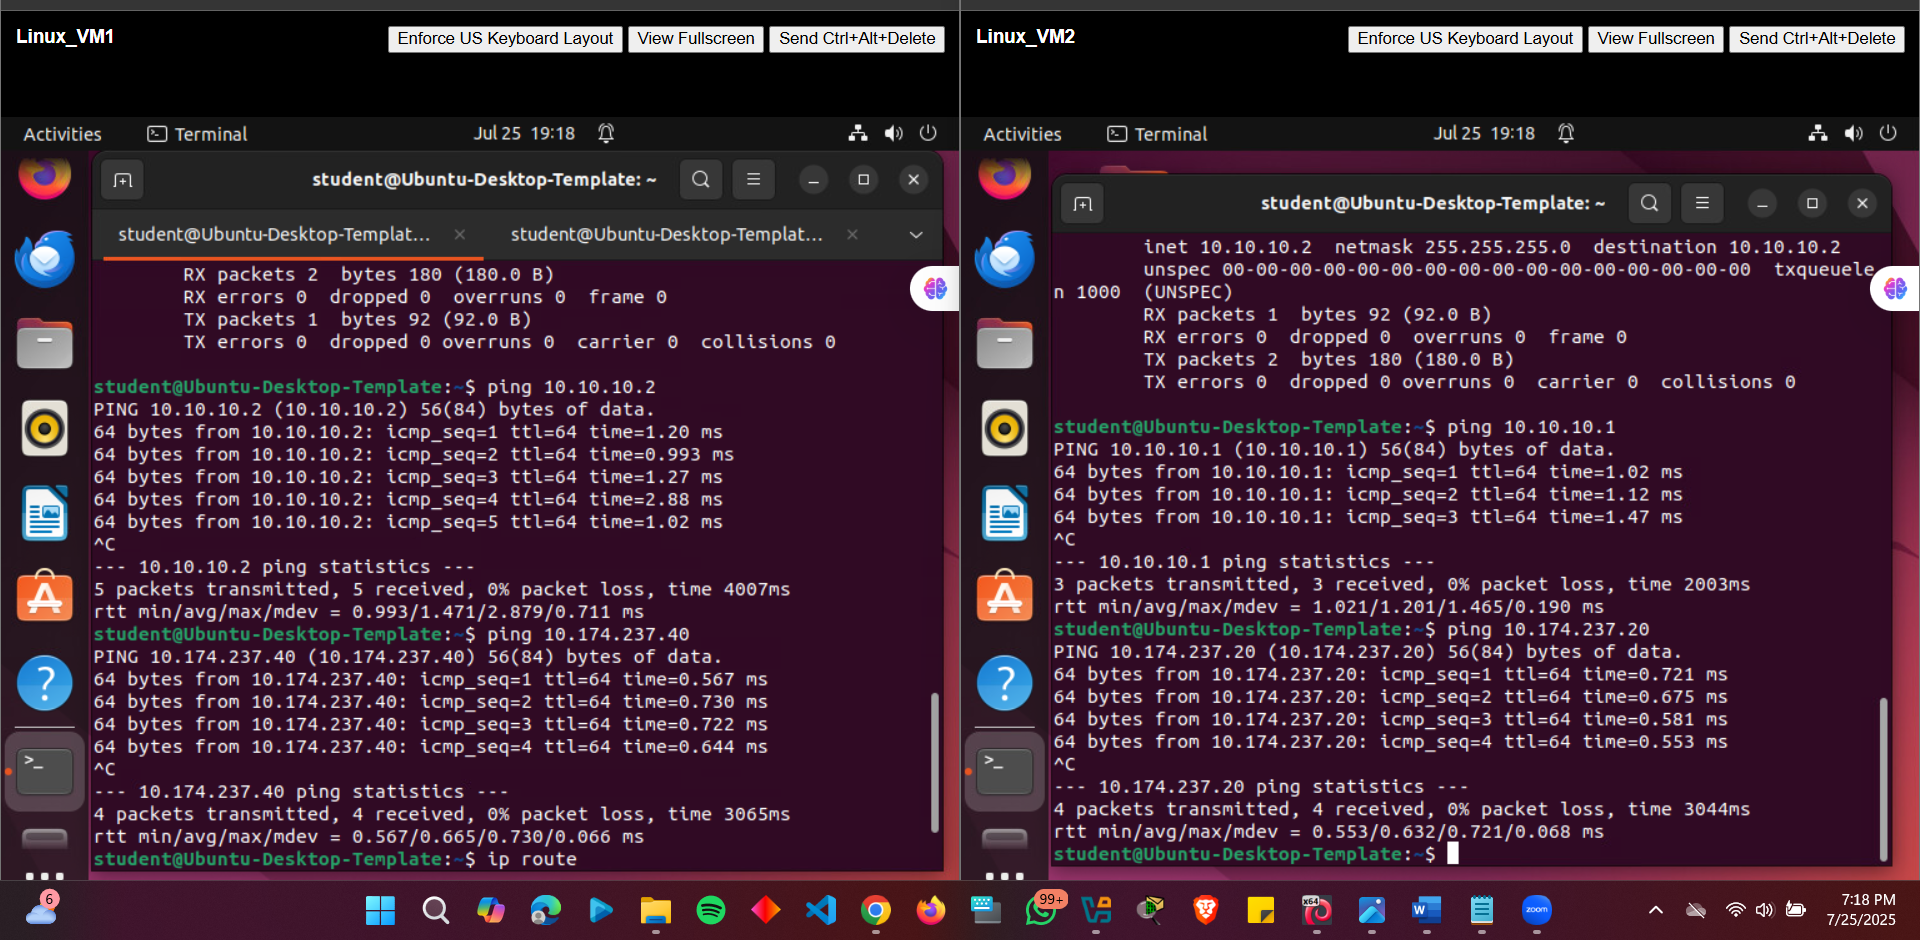 Linux_VM1
Enforce US Keyboard Layout
View Fullscreen
Send Ctrl+Alt+Delete
Activities
Terminal
Jul 25 19:18
student@Ubuntu-Desktop-Template: ~
student@Ubuntu-Desktop-Templat...
student@Ubuntu-Desktop-Templat...
RX packets 2  bytes 180 (180.0 B)
RX errors 0  dropped 0  overruns 0  frame 0
TX packets 1  bytes 92 (92.0 B)
TX errors 0  dropped 0 overruns 0  carrier 0  collisions 0
student@Ubuntu-Desktop-Template:~$ ping 10.10.10.2
PING 10.10.10.2 (10.10.10.2) 56(84) bytes of data.
64 bytes from 10.10.10.2: icmp_seq=1 ttl=64 time=1.20 ms
64 bytes from 10.10.10.2: icmp_seq=2 ttl=64 time=0.993 ms
64 bytes from 10.10.10.2: icmp_seq=3 ttl=64 time=1.27 ms
64 bytes from 10.10.10.2: icmp_seq=4 ttl=64 time=2.88 ms
64 bytes from 10.10.10.2: icmp_seq=5 ttl=64 time=1.02 ms
^C
--- 10.10.10.2 ping statistics ---
5 packets transmitted, 5 received, 0% packet loss, time 4007ms
rtt min/avg/max/mdev = 0.993/1.471/2.879/0.711 ms
student@Ubuntu-Desktop-Template:~$ ping 10.174.237.40
PING 10.174.237.40 (10.174.237.40) 56(84) bytes of data.
64 bytes from 10.174.237.40: icmp_seq=1 ttl=64 time=0.567 ms
64 bytes from 10.174.237.40: icmp_seq=2 ttl=64 time=0.730 ms
64 bytes from 10.174.237.40: icmp_seq=3 ttl=64 time=0.722 ms
64 bytes from 10.174.237.40: icmp_seq=4 ttl=64 time=0.644 ms
^C
--- 10.174.237.40 ping statistics ---
4 packets transmitted, 4 received, 0% packet loss, time 3065ms
rtt min/avg/max/mdev = 0.567/0.665/0.730/0.066 ms
student@Ubuntu-Desktop-Template:~$ ip route
Linux_VM2
Enforce US Keyboard Layout
View Fullscreen
Send Ctrl+Alt+Delete
Activities
Terminal
Jul 25 19:18
student@Ubuntu-Desktop-Template: ~
inet 10.10.10.2  netmask 255.255.255.0  destination 10.10.10.2
unspec 00-00-00-00-00-00-00-00-00-00-00-00-00-00-00-00  txqueuele
n 1000  (UNSPEC)
RX packets 1  bytes 92 (92.0 B)
RX errors 0  dropped 0  overruns 0  frame 0
TX packets 2  bytes 180 (180.0 B)
TX errors 0  dropped 0 overruns 0  carrier 0  collisions 0
student@Ubuntu-Desktop-Template:~$ ping 10.10.10.1
PING 10.10.10.1 (10.10.10.1) 56(84) bytes of data.
64 bytes from 10.10.10.1: icmp_seq=1 ttl=64 time=1.02 ms
64 bytes from 10.10.10.1: icmp_seq=2 ttl=64 time=1.12 ms
64 bytes from 10.10.10.1: icmp_seq=3 ttl=64 time=1.47 ms
^C
--- 10.10.10.1 ping statistics ---
3 packets transmitted, 3 received, 0% packet loss, time 2003ms
rtt min/avg/max/mdev = 1.021/1.201/1.465/0.190 ms
student@Ubuntu-Desktop-Template:~$ ping 10.174.237.20
PING 10.174.237.20 (10.174.237.20) 56(84) bytes of data.
64 bytes from 10.174.237.20: icmp_seq=1 ttl=64 time=0.721 ms
64 bytes from 10.174.237.20: icmp_seq=2 ttl=64 time=0.675 ms
64 bytes from 10.174.237.20: icmp_seq=3 ttl=64 time=0.581 ms
64 bytes from 10.174.237.20: icmp_seq=4 ttl=64 time=0.553 ms
^C
--- 10.174.237.20 ping statistics ---
4 packets transmitted, 4 received, 0% packet loss, time 3044ms
rtt min/avg/max/mdev = 0.553/0.632/0.721/0.068 ms
student@Ubuntu-Desktop-Template:~$
6
99+
x64
W
zoom
7:18 PM
7/25/2025